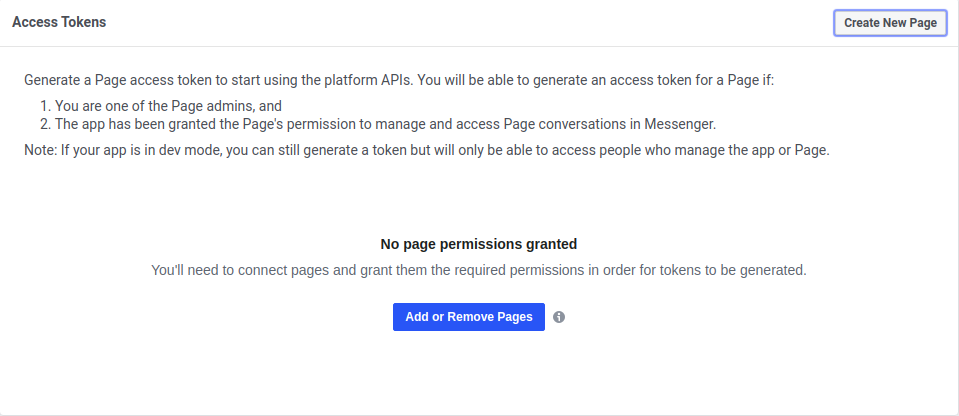 Access Tokens
Create New Page
Generate a Page access token to start using the platform APIs. You will be able to generate an access token for a Page if:
1. You are one of the Page admins, and
2. The app has been granted the Page's permission to manage and access Page conversations in Messenger.
Note: If your app is in dev mode, you can still generate a token but will only be able to access people who manage the app or Page.
No page permissions granted
You'll need to connect pages and grant them the required permissions in order for tokens to be generated.
Add or Remove Pages